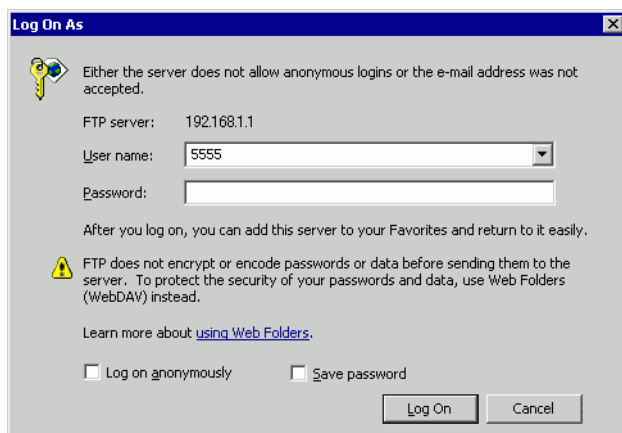 Log On As
Either the server does not allow anonymous logins or the e-mail address was not
accepted.
FTP server: 192.168.1.1
User name: 5555
Password:
After you log on, you can add this server to your Favorites and return to it easily.
FTP does not encrypt or encode passwords or data before sending them to the
server. To protect the security of your passwords and data, use Web Folders
(WebDAV) instead.
Learn more about using Web Folders.
Log on anonymously Save password
Log On Cancel